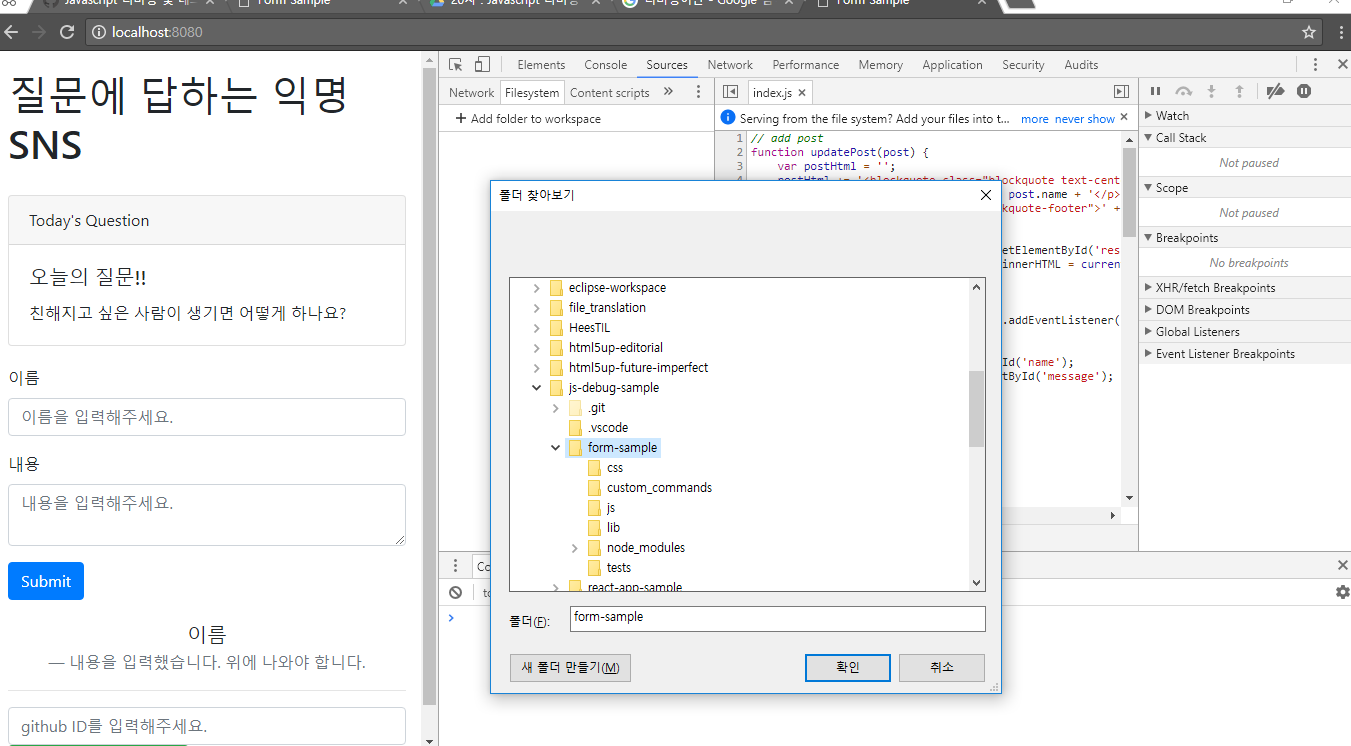 Form Sample
Form Sample
localhost:8080
질문에 답하는 익명
SNS
Today's Question
오늘의 질문!!
친해지고 싶은 사람이 생기면 어떻게 하나요?
이름
이름을 입력해주세요.
내용
내용을 입력해주세요.
Submit
이름
— 내용을 입력했습니다. 위에 나와야 합니다.
github ID를 입력해주세요.
Elements Console Sources Network Performance Memory Application Security Audits
Network Filesystem Content scripts »
+ Add folder to workspace
index.js ×
Serving from the file system? Add your files into t... more never show ×
1 // add post
2 function updatePost(post) {
3 var postHtml = '';
4 postHtml += '<blockquote class="blockquote text-cent
post.name + '</p>
kquote-footer">' +
etElementById('res
innerHTML = curren
.addEventListener(
Id('name');
tById('message');
Watch
Call Stack
Not paused
Scope
Not paused
Breakpoints
No breakpoints
XHR/fetch Breakpoints
DOM Breakpoints
Global Listeners
Event Listener Breakpoints
폴더 찾아보기
eclipse-workspace
file_translation
HeesTIL
html5up-editorial
html5up-future-imperfect
js-debug-sample
.git
.vscode
form-sample
css
custom_commands
js
lib
node_modules
tests
react-app-sample
폴더(F): form-sample
새 폴더 만들기(M) 확인 취소
Co
to